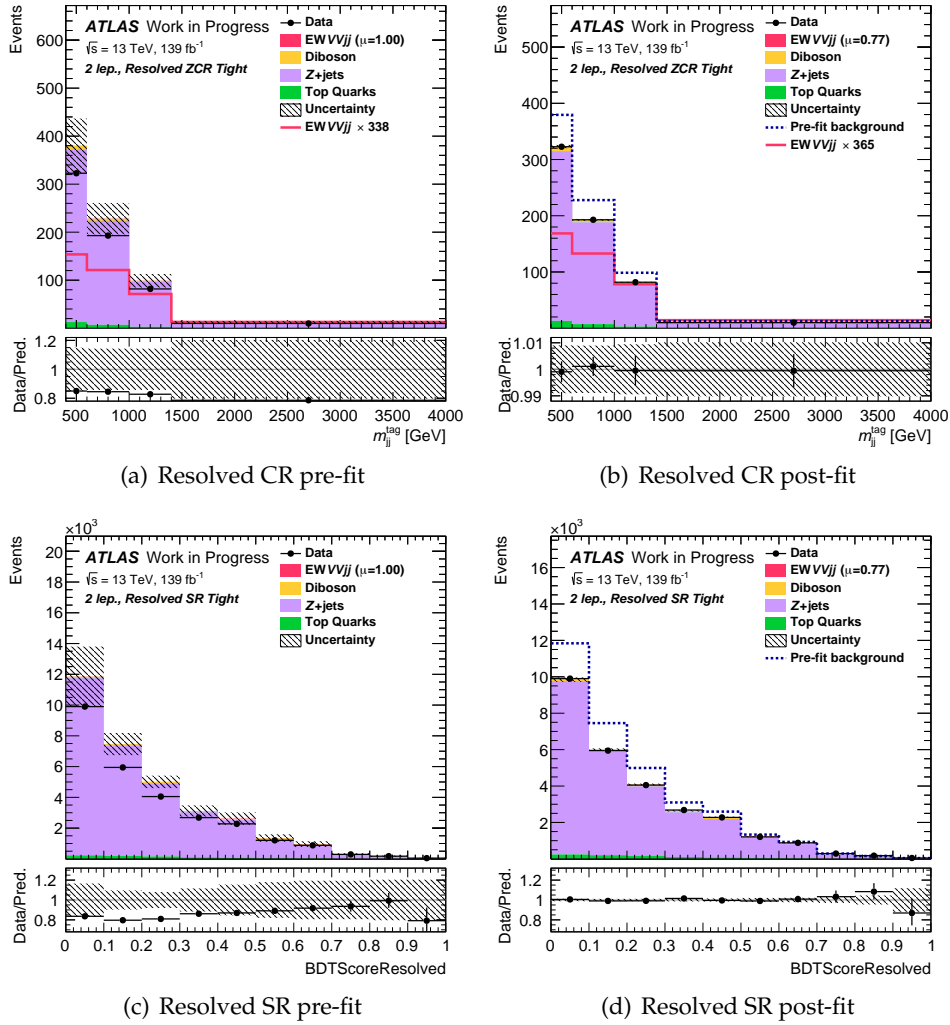 Events
600
500
400
300
200
100
ATLAS Work in Progress
√s = 13 TeV, 139 fb⁻¹
2 lep., Resolved ZCR Tight
Data
EW VVjj (μ=1.00)
Diboson
Z+jets
Top Quarks
Uncertainty
EW VVjj × 338
Data/Pred.
1.2
1
0.8
500 1000 1500 2000 2500 3000 3500 4000
m_jj^tag [GeV]
(a) Resolved CR pre-fit
Events
500
400
300
200
100
ATLAS Work in Progress
√s = 13 TeV, 139 fb⁻¹
2 lep., Resolved ZCR Tight
Data
EW VVjj (μ=0.77)
Diboson
Z+jets
Top Quarks
Uncertainty
Pre-fit background
EW VVjj × 365
Data/Pred.
1.01
1
0.99
500 1000 1500 2000 2500 3000 3500 4000
m_jj^tag [GeV]
(b) Resolved CR post-fit
×10³
Events
20
18
16
14
12
10
8
6
4
2
ATLAS Work in Progress
√s = 13 TeV, 139 fb⁻¹
2 lep., Resolved SR Tight
Data
EW VVjj (μ=1.00)
Diboson
Z+jets
Top Quarks
Uncertainty
Data/Pred.
1.2
1
0.8
0 0.1 0.2 0.3 0.4 0.5 0.6 0.7 0.8 0.9 1
BDTScoreResolved
(c) Resolved SR pre-fit
×10³
Events
16
14
12
10
8
6
4
2
ATLAS Work in Progress
√s = 13 TeV, 139 fb⁻¹
2 lep., Resolved SR Tight
Data
EW VVjj (μ=0.77)
Diboson
Z+jets
Top Quarks
Uncertainty
Pre-fit background
Data/Pred.
1.2
1
0.8
0 0.1 0.2 0.3 0.4 0.5 0.6 0.7 0.8 0.9 1
BDTScoreResolved
(d) Resolved SR post-fit